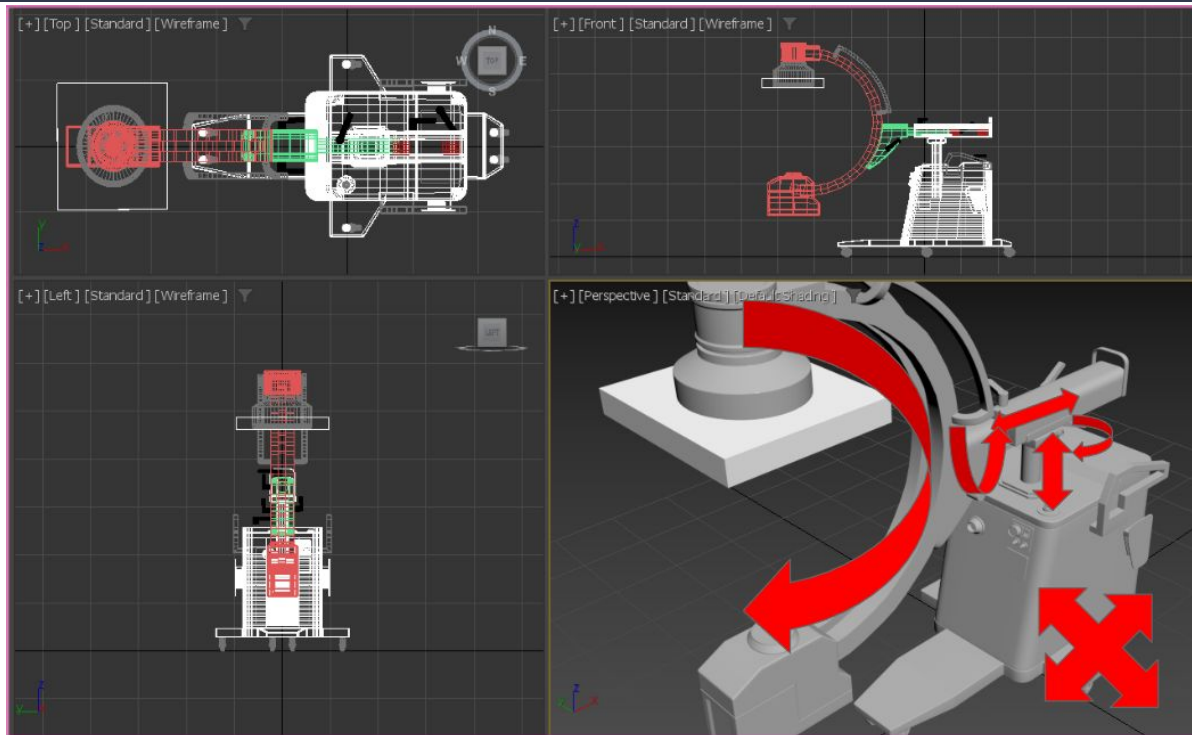 [+] [Top] [Standard] [Wireframe]
N
W TOP E
S
y
z x
[+] [Front] [Standard] [Wireframe]
z
y x
[+] [Left] [Standard] [Wireframe]
LEFT
z
y x
[+] [Perspective] [Standard] [Default Shading]
z
y x